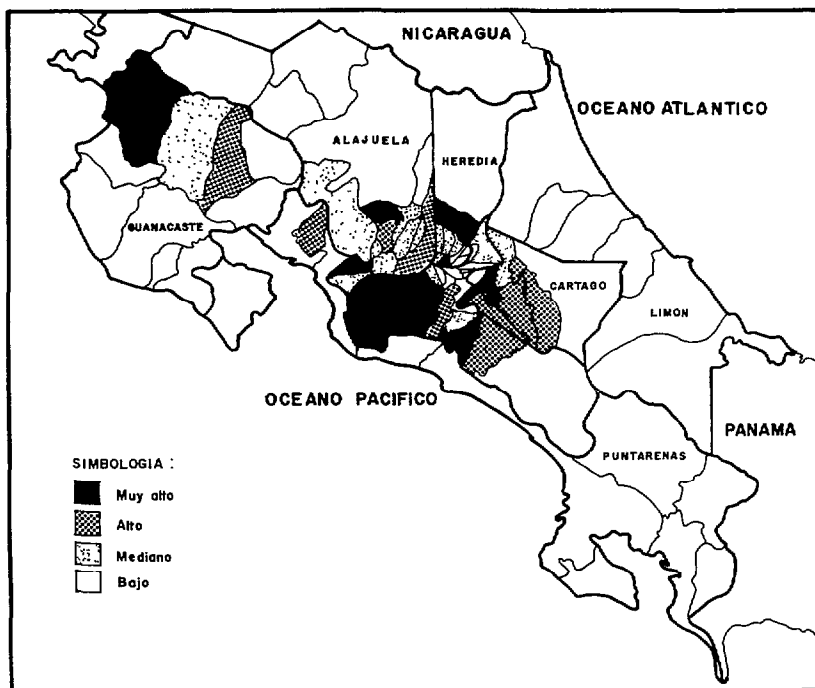 NICARAGUA
OCEANO ATLANTICO
ALAJUELA
HEREDIA
GUANACASTE
CARTAGO
LIMON
OCEANO PACIFICO
PANAMA
PUNTARENAS
SIMBOLOGIA :
Muy alto
Alto
Mediano
Bajo